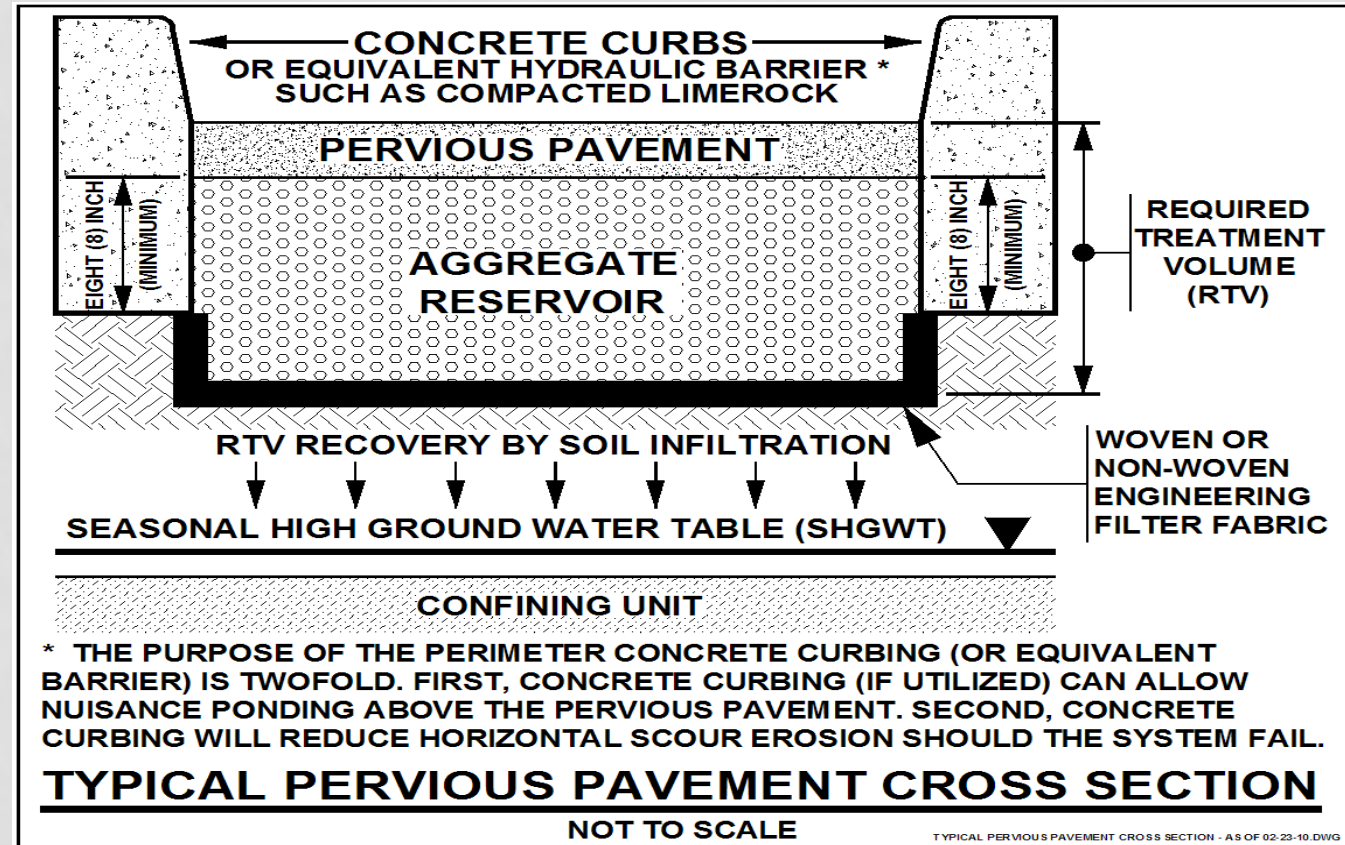 CONCRETE CURBS
OR EQUIVALENT HYDRAULIC BARRIER *
SUCH AS COMPACTED LIMEROCK
PERVIOUS PAVEMENT
EIGHT (8) INCH
(MINIMUM)
AGGREGATE
RESERVOIR
EIGHT (8) INCH
(MINIMUM)
REQUIRED
TREATMENT
VOLUME
(RTV)
RTV RECOVERY BY SOIL INFILTRATION
WOVEN OR
NON-WOVEN
ENGINEERING
FILTER FABRIC
SEASONAL HIGH GROUND WATER TABLE (SHGWT)
CONFINING UNIT
* THE PURPOSE OF THE PERIMETER CONCRETE CURBING (OR EQUIVALENT
BARRIER) IS TWOFOLD. FIRST, CONCRETE CURBING (IF UTILIZED) CAN ALLOW
NUISANCE PONDING ABOVE THE PERVIOUS PAVEMENT. SECOND, CONCRETE
CURBING WILL REDUCE HORIZONTAL SCOUR EROSION SHOULD THE SYSTEM FAIL.
TYPICAL PERVIOUS PAVEMENT CROSS SECTION
NOT TO SCALE
TYPICAL PERVIOUS PAVEMENT CROSS SECTION - AS OF 02-23-10.DWG